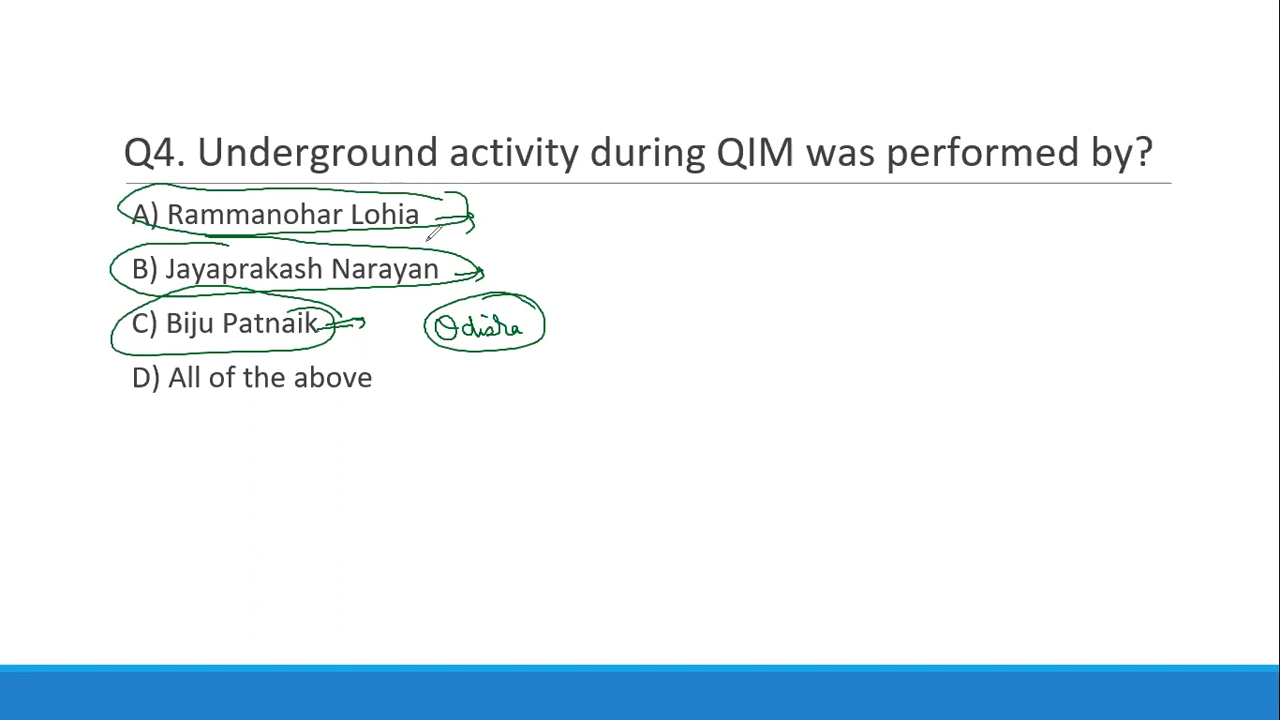 Q4. Underground activity during QIM was performed by?
A) Rammanohar Lohia
B) Jayaprakash Narayan
C) Biju Patnaik
Odisha
D) All of the above